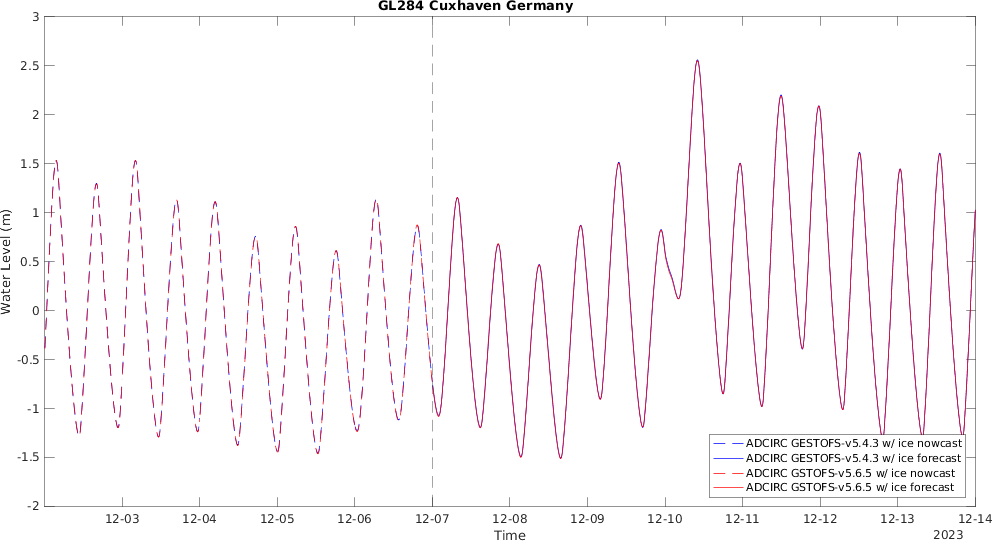 GL284 Cuxhaven Germany
3
2.5
2
1.5
1
0.5
0
-0.5
-1
-1.5
-2
Water Level (m)
12-03 12-04 12-05 12-06 12-07 12-08 12-09 12-10 12-11 12-12 12-13 12-14
Time
2023
ADCIRC GESTOFS-v5.4.3 w/ ice nowcast
ADCIRC GESTOFS-v5.4.3 w/ ice forecast
ADCIRC GSTOFS-v5.6.5 w/ ice nowcast
ADCIRC GSTOFS-v5.6.5 w/ ice forecast